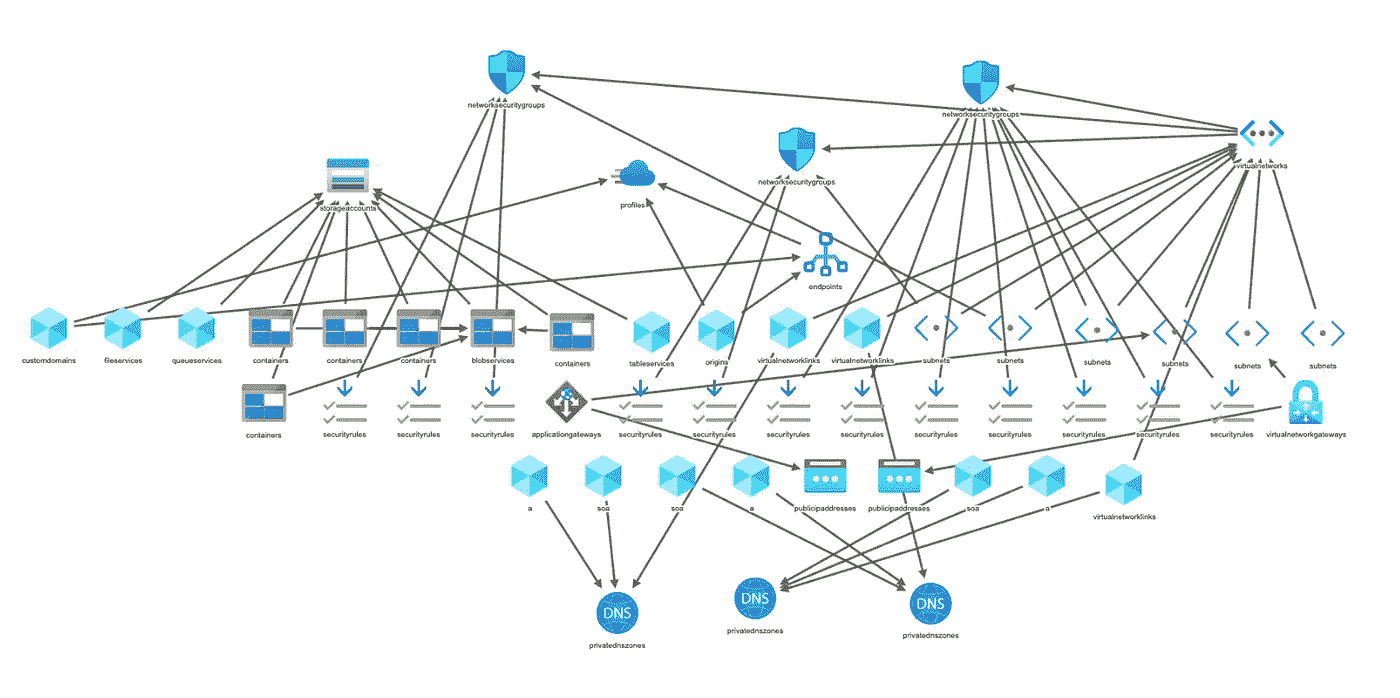 networksecuritygroups
networksecuritygroups
virtualnetworks
networksecuritygroups
profiles
storageaccounts
endpoints
customdomains
fileservices
queueservices
containers
containers
containers
blobservices
containers
tableservices
origins
virtualnetworklinks
virtualnetworklinks
subnets
subnets
subnets
subnets
subnets
subnets
containers
securityrules
securityrules
securityrules
applicationgateways
securityrules
securityrules
securityrules
securityrules
securityrules
securityrules
securityrules
securityrules
securityrules
virtualnetworkgateways
a
soa
soa
a
publicipaddresses
publicipaddresses
soa
a
virtualnetworklinks
DNS
privatednszones
DNS
privatednszones
DNS
privatednszones